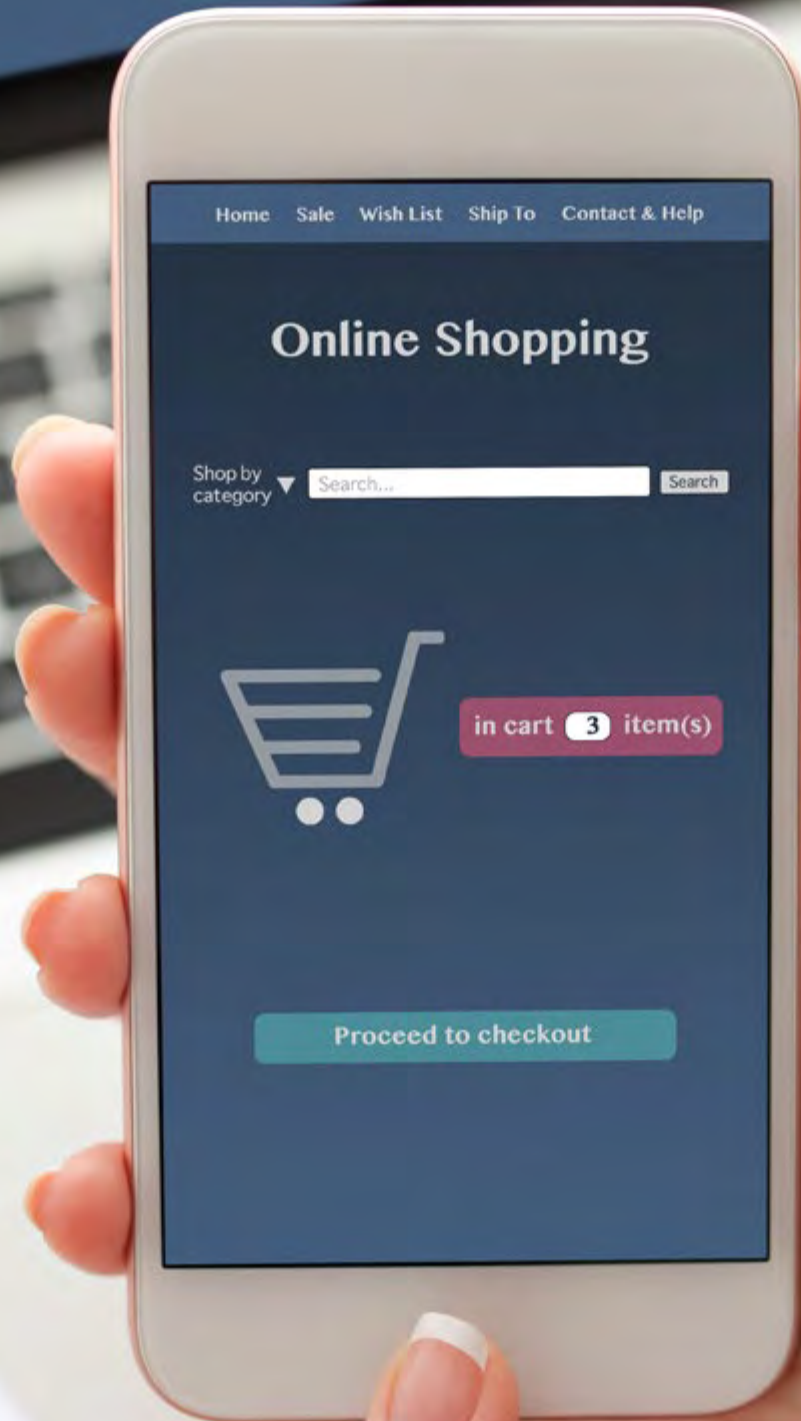 Home Sale Wish List Ship To Contact & Help
Online Shopping
Shop by
category ▼ Search... Search
in cart 3 item(s)
Proceed to checkout